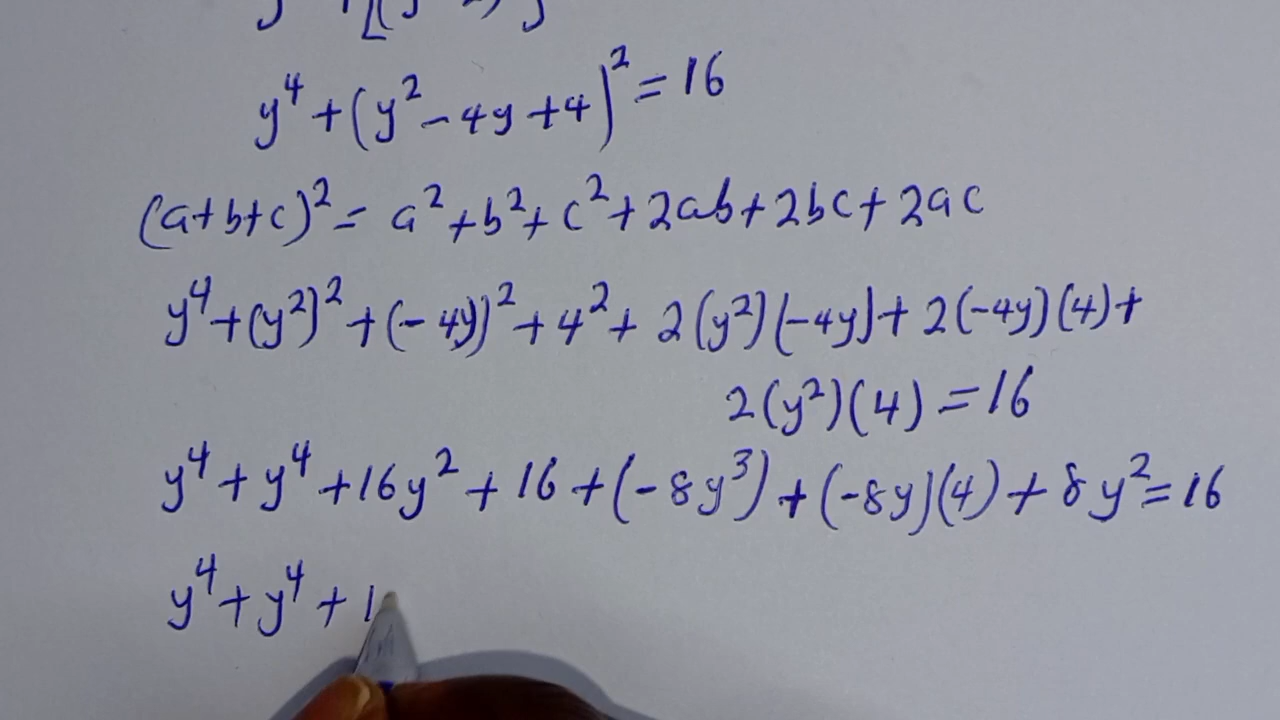 y⁴ + (y² - 4y + 4)² = 16
(a+b+c)² = a² + b² + c² + 2ab + 2bc + 2ac
y⁴ + (y²)² + (-4y)² + 4² + 2(y²)(-4y) + 2(-4y)(4) +
2(y²)(4) = 16
y⁴ + y⁴ + 16y² + 16 + (-8y³) + (-8y)(4) + 8y² = 16
y⁴ + y⁴ + 1